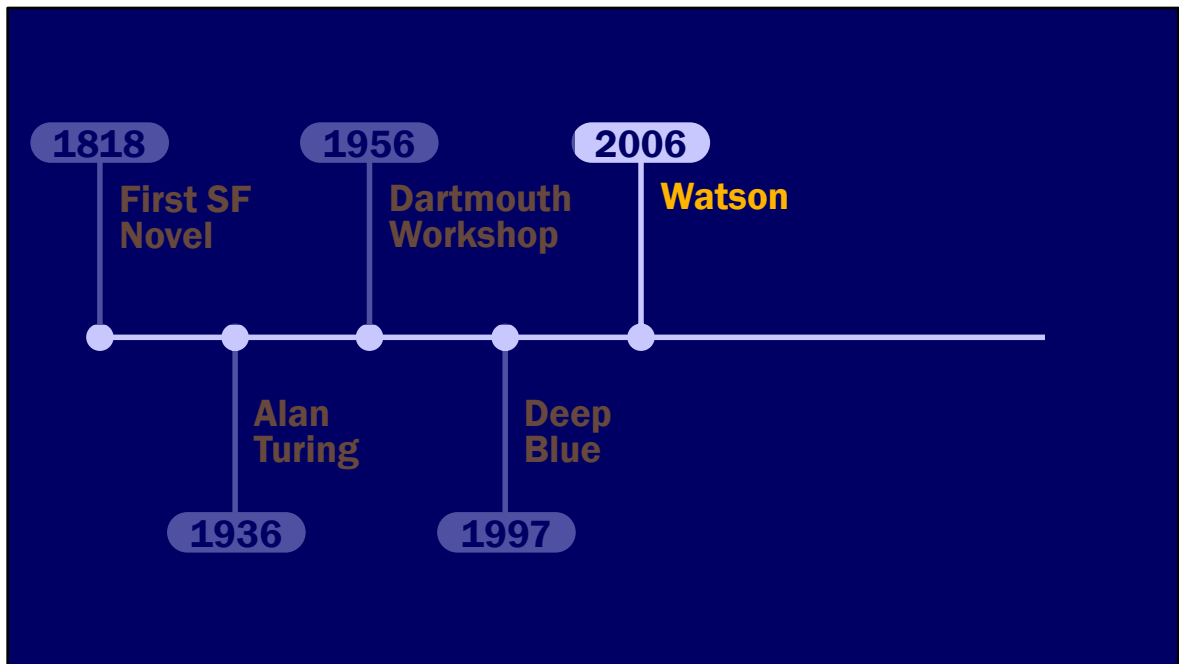 1818
First SF
Novel
1956
Dartmouth
Workshop
2006
Watson
Alan
Turing
1936
Deep
Blue
1997